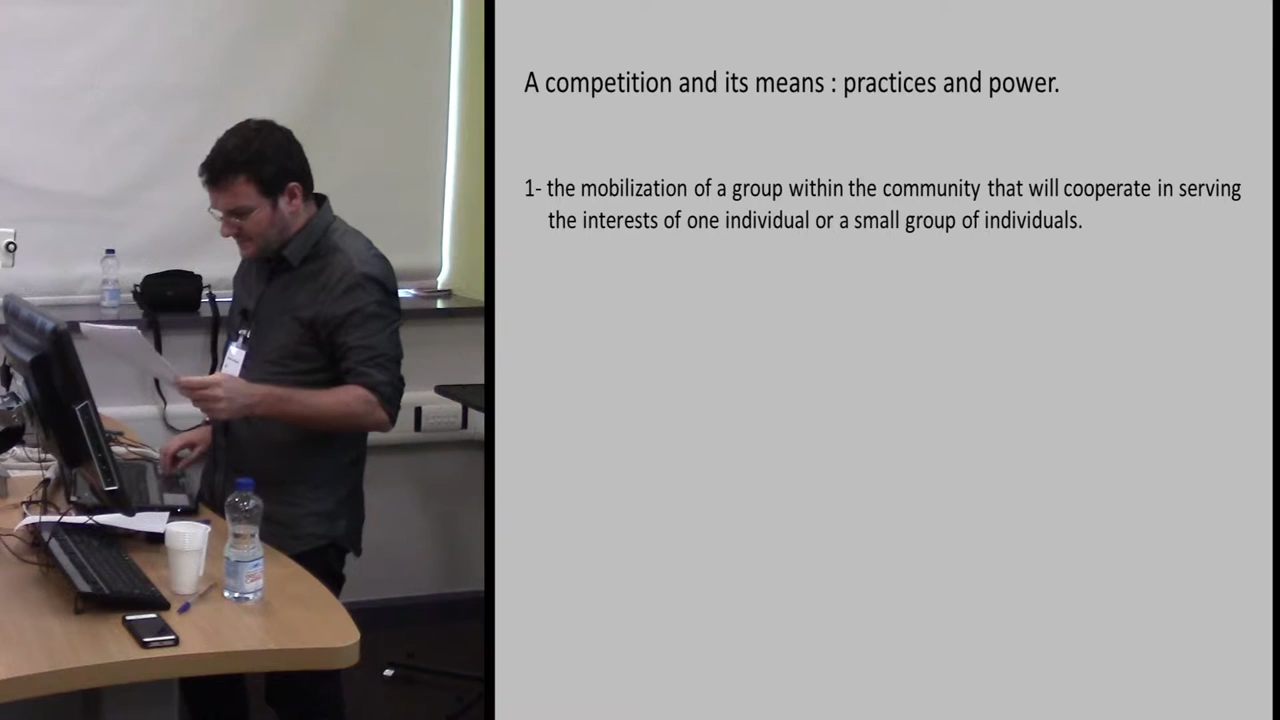 A competition and its means : practices and power.
1- the mobilization of a group within the community that will cooperate in serving
the interests of one individual or a small group of individuals.